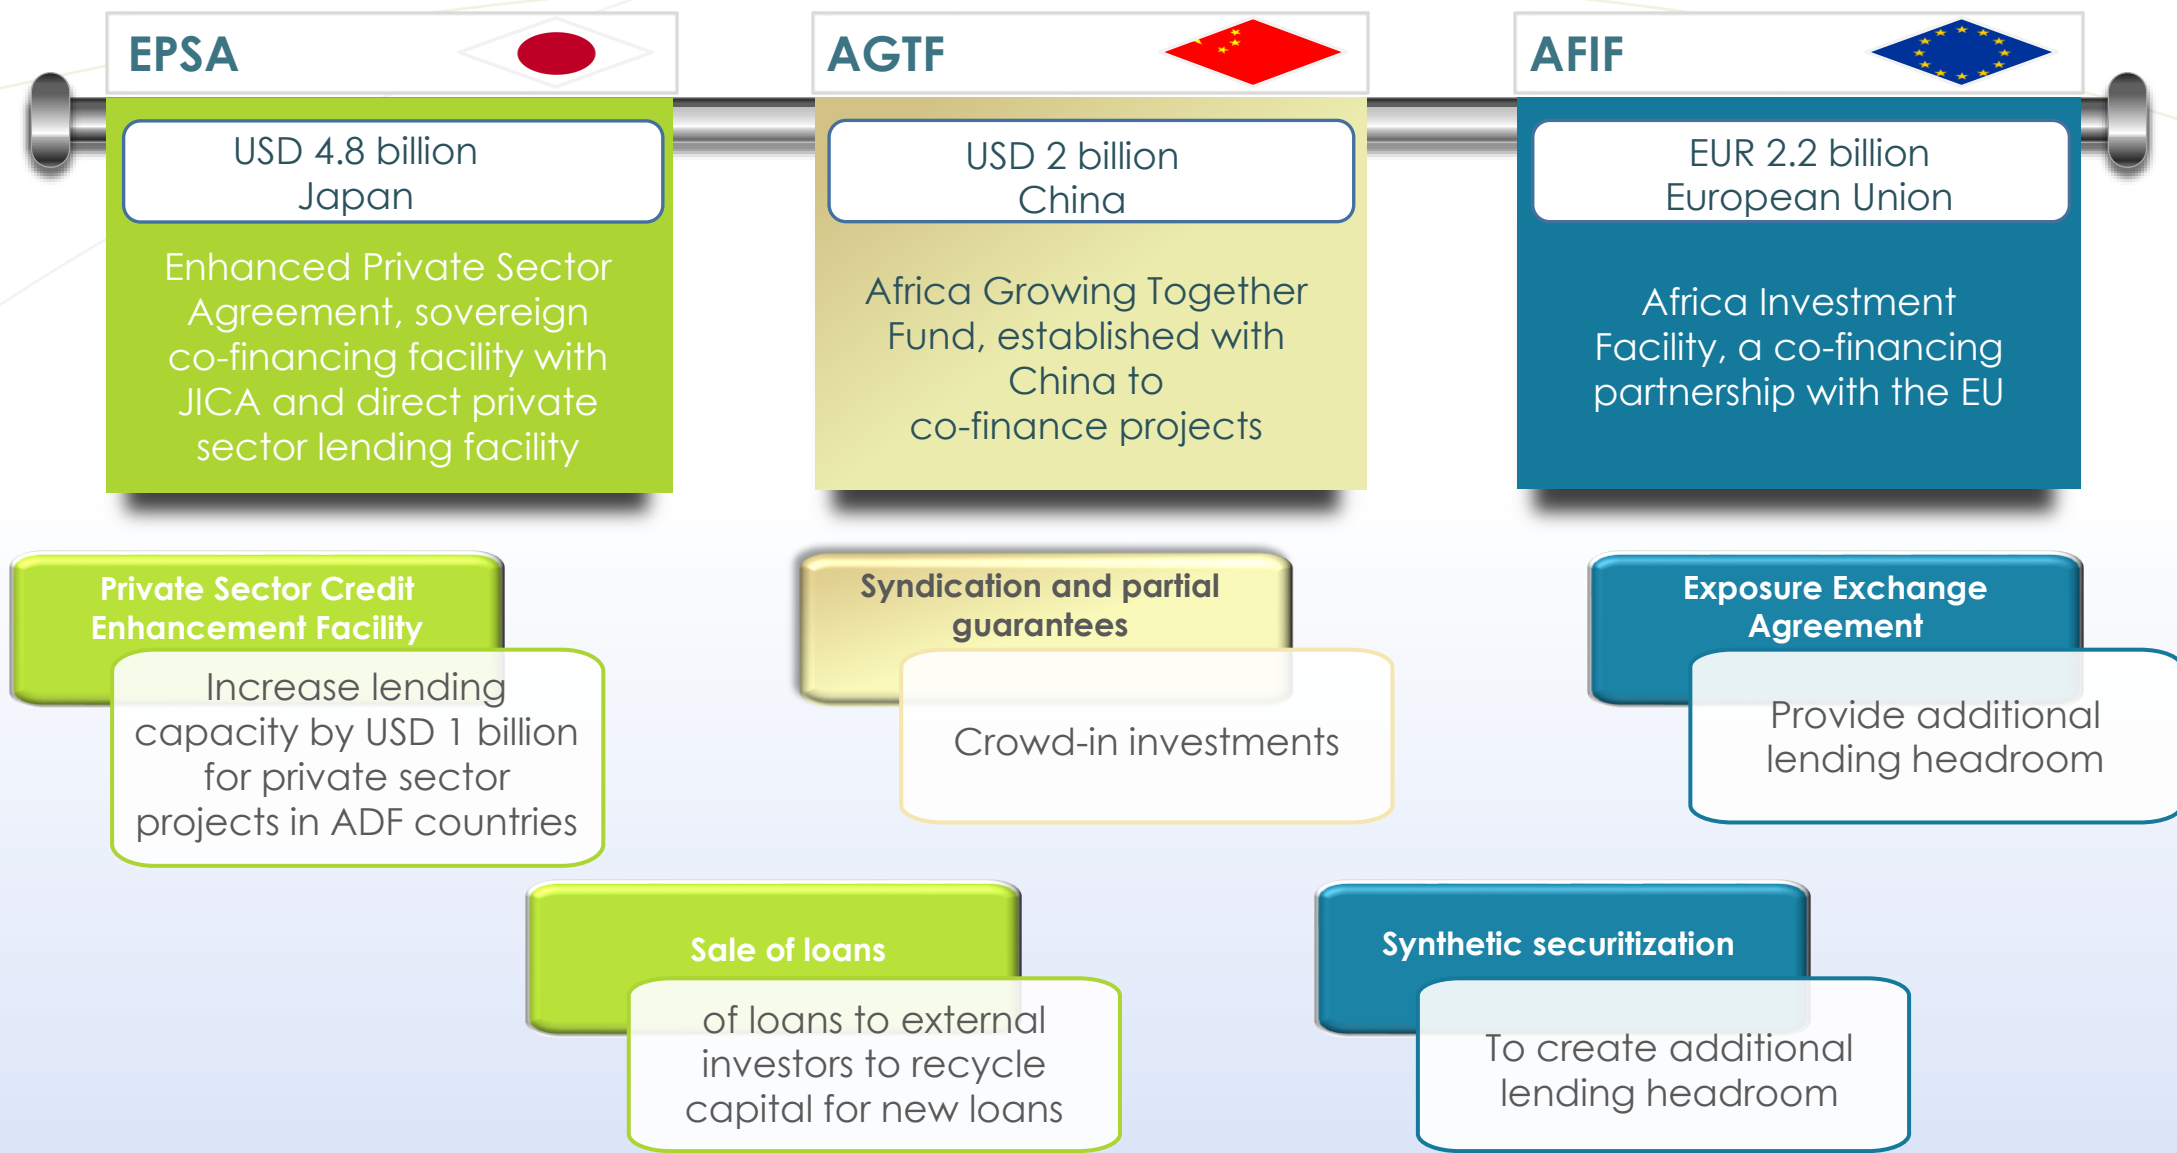 EPSA
USD 4.8 billion
Japan
Enhanced Private Sector
Agreement, sovereign
co-financing facility with
JICA and direct private
sector lending facility
AGTF
USD 2 billion
China
Africa Growing Together
Fund, established with
China to
co-finance projects
AFIF
EUR 2.2 billion
European Union
Africa Investment
Facility, a co-financing
partnership with the EU
Private Sector Credit
Enhancement Facility
Increase lending
capacity by USD 1 billion
for private sector
projects in ADF countries
Syndication and partial
guarantees
Crowd-in investments
Exposure Exchange
Agreement
Provide additional
lending headroom
Sale of loans
of loans to external
investors to recycle
capital for new loans
Synthetic securitization
To create additional
lending headroom